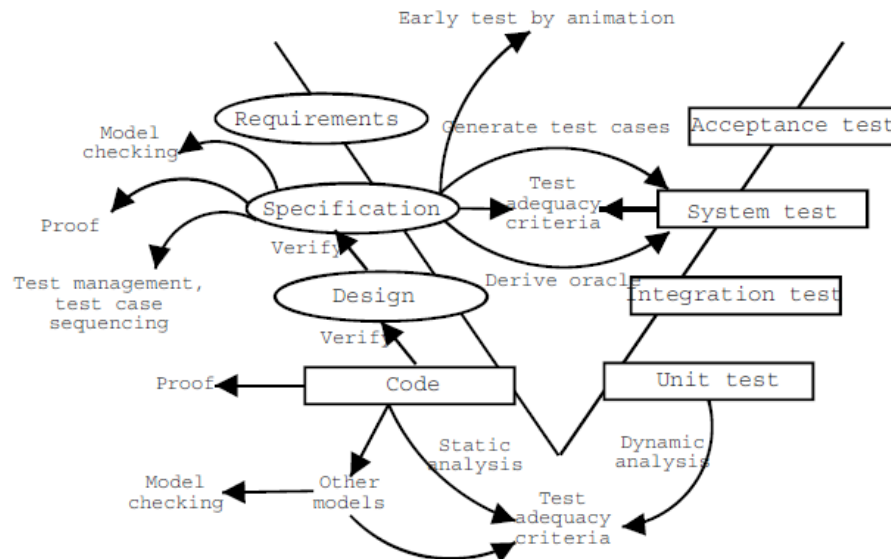 Early test by animation
Requirements
Generate test cases
Acceptance test
Model
checking
Specification
Test
adequacy
criteria
System test
Proof
Verify
Derive oracle
Test management,
test case
sequencing
Design
Integration test
Verify
Proof
Code
Unit test
Static
analysis
Dynamic
analysis
Model
checking
Other
models
Test
adequacy
criteria